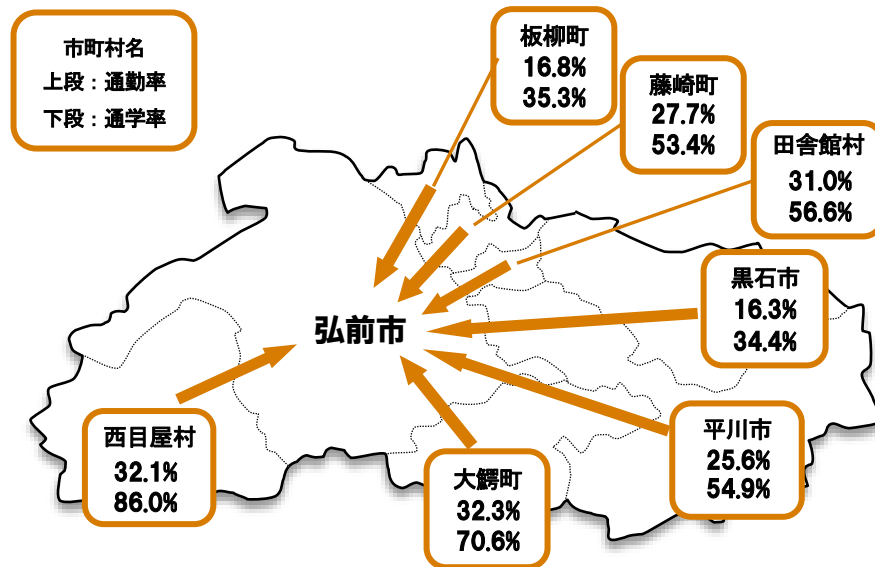 市町村名
上段：通勤率
下段：通学率
板柳町
16.8%
35.3%
藤崎町
27.7%
53.4%
田舎館村
31.0%
56.6%
黒石市
16.3%
34.4%
弘前市
平川市
25.6%
54.9%
西目屋村
32.1%
86.0%
大鰐町
32.3%
70.6%